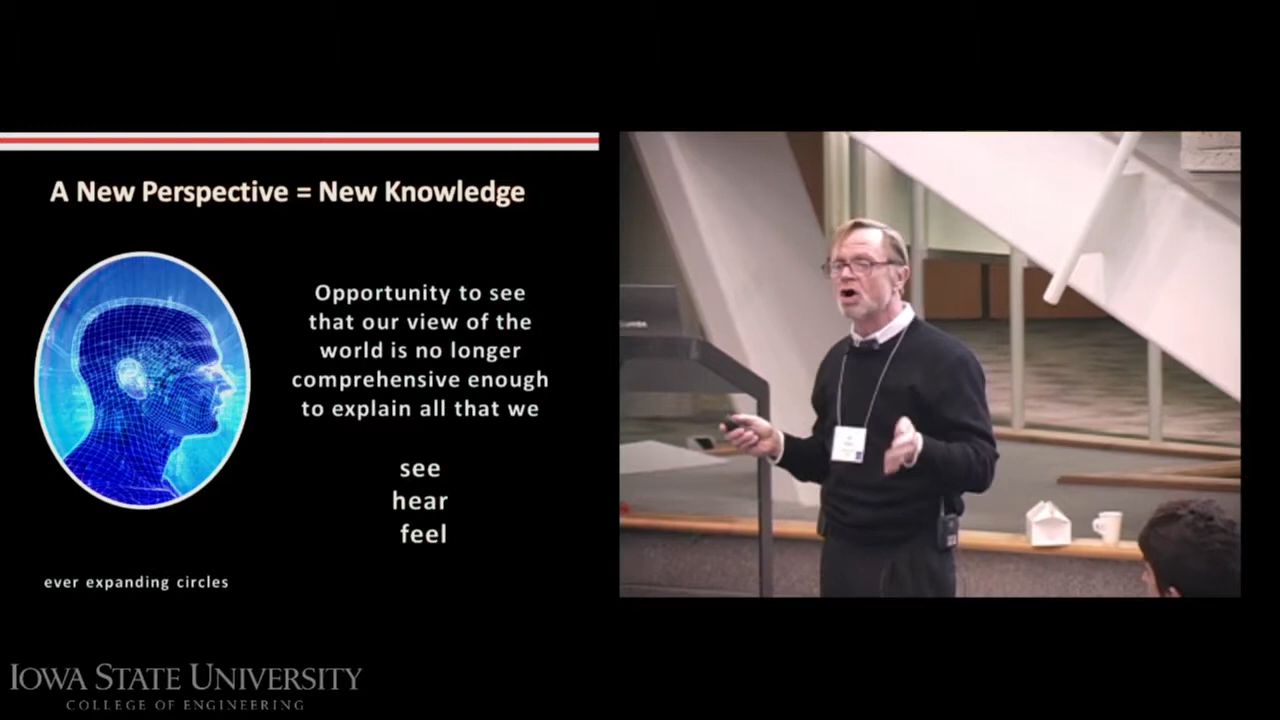 A New Perspective = New Knowledge
Opportunity to see
that our view of the
world is no longer
comprehensive enough
to explain all that we
see
hear
feel
ever expanding circles
IOWA STATE UNIVERSITY
COLLEGE OF ENGINEERING